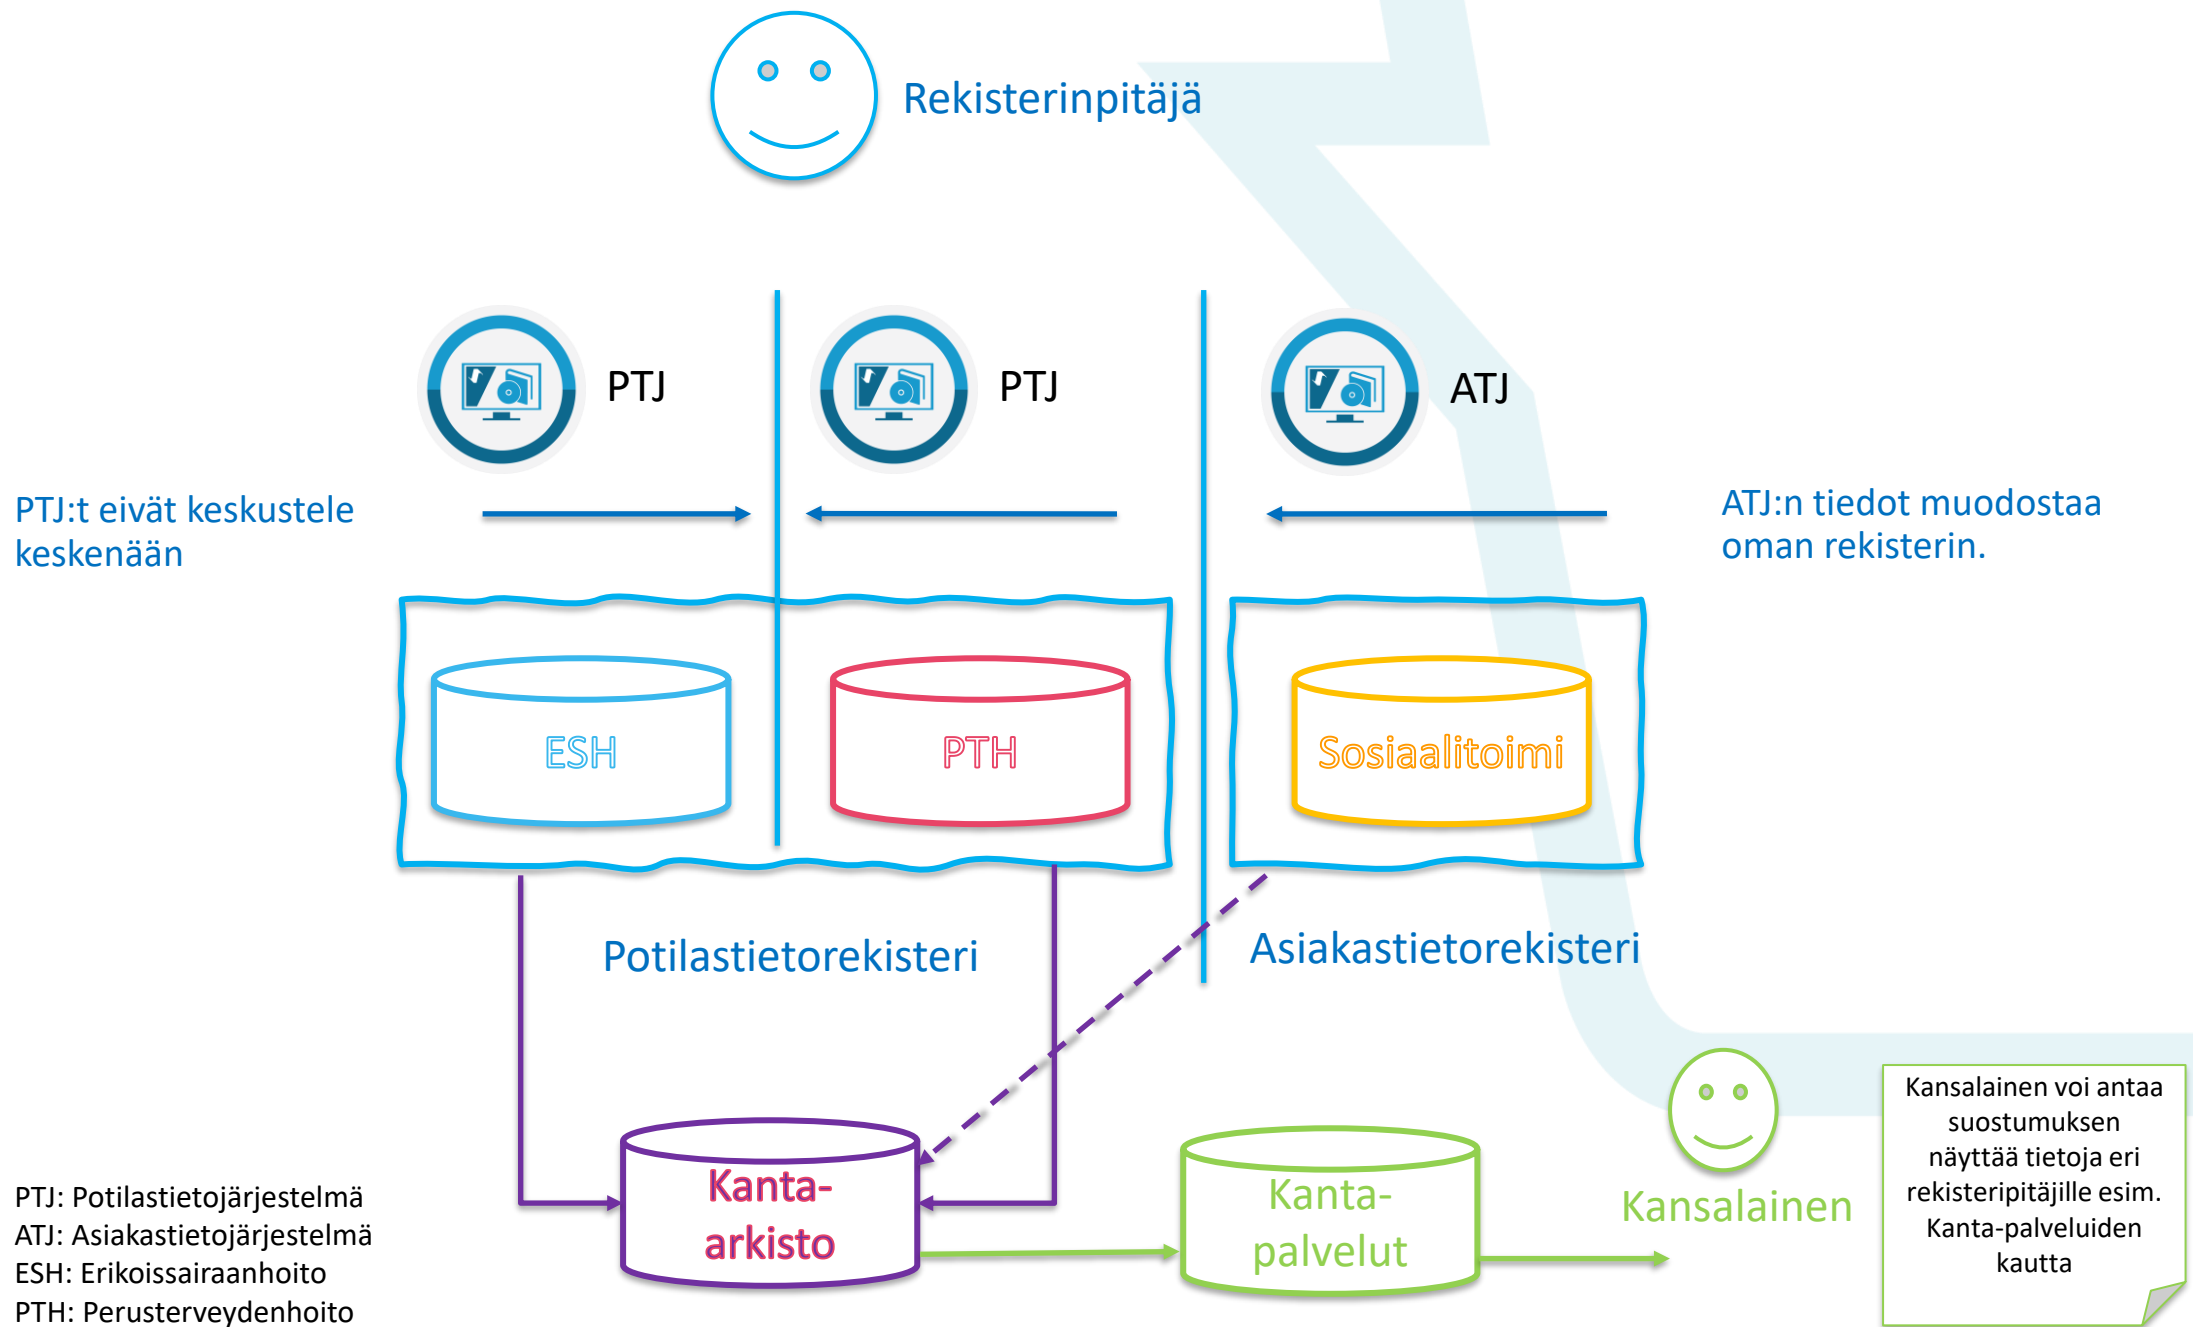 Rekisterinpitäjä
PTJ
PTJ
ATJ
PTJ:t eivät keskustele
keskenään
ATJ:n tiedot muodostaa
oman rekisterin.
ESH
PTH
Sosiaalitoimi
Potilastietorekisteri
Asiakastietorekisteri
Kanta-
arkisto
Kanta-
palvelut
Kansalainen
Kansalainen voi antaa
suostumuksen
näyttää tietoja eri
rekisteripitäjille esim.
Kanta-palveluiden
kautta
PTJ: Potilastietojärjestelmä
ATJ: Asiakastietojärjestelmä
ESH: Erikoissairaanhoito
PTH: Perusterveydenhoito